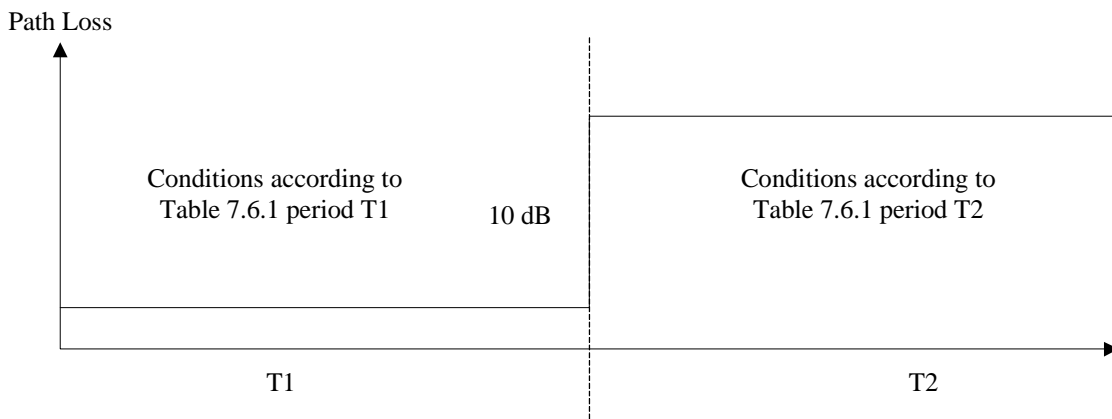 Path Loss
Conditions according to
Table 7.6.1 period T1
10 dB
Conditions according to
Table 7.6.1 period T2
T1
T2